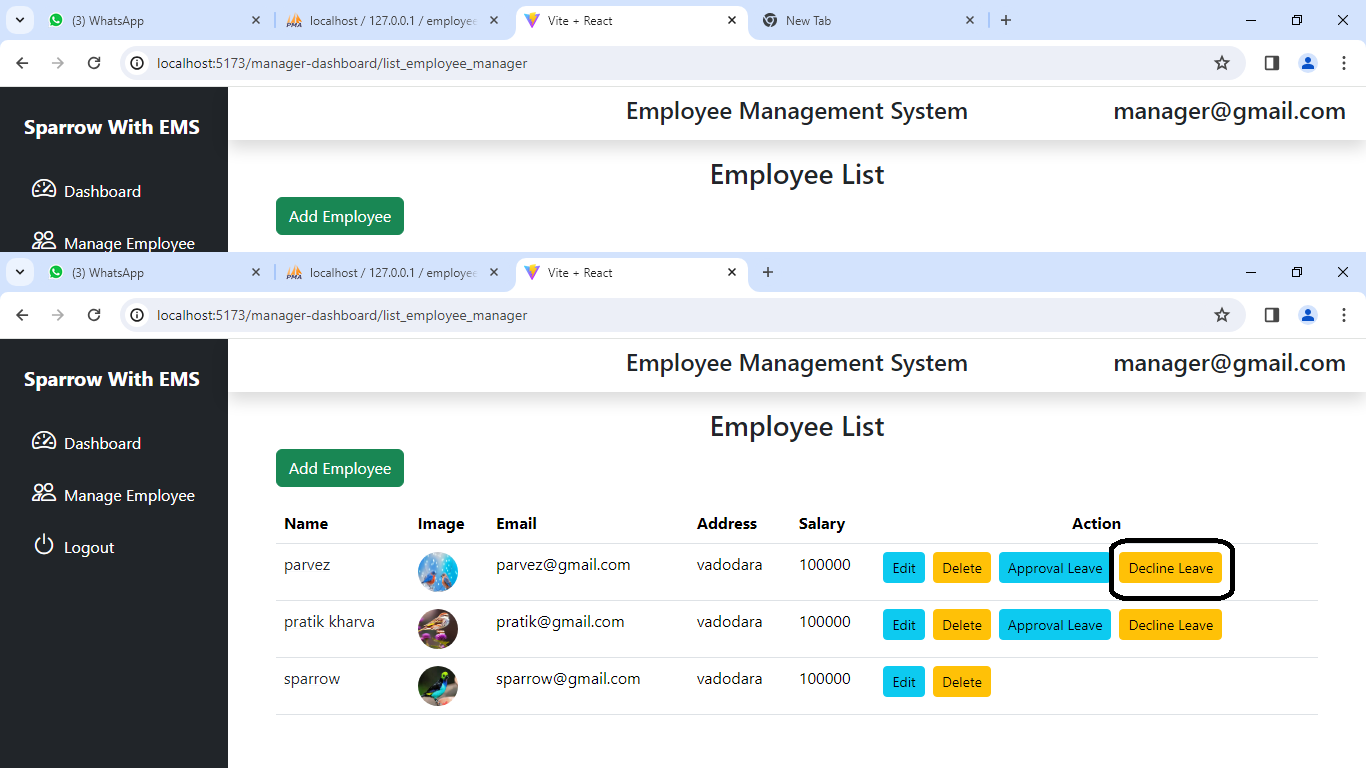 (3) WhatsApp
localhost / 127.0.0.1 / employee
Vite + React
New Tab
localhost:5173/manager-dashboard/list_employee_manager
Sparrow With EMS
Employee Management System
manager@gmail.com
Dashboard
Manage Employee
Employee List
Add Employee
(3) WhatsApp
localhost / 127.0.0.1 / employee
Vite + React
localhost:5173/manager-dashboard/list_employee_manager
Sparrow With EMS
Employee Management System
manager@gmail.com
Dashboard
Manage Employee
Logout
Employee List
Add Employee
Name Image Email Address Salary Action
parvez parvez@gmail.com vadodara 100000 Edit Delete Approval Leave Decline Leave
pratik kharva pratik@gmail.com vadodara 100000 Edit Delete Approval Leave Decline Leave
sparrow sparrow@gmail.com vadodara 100000 Edit Delete